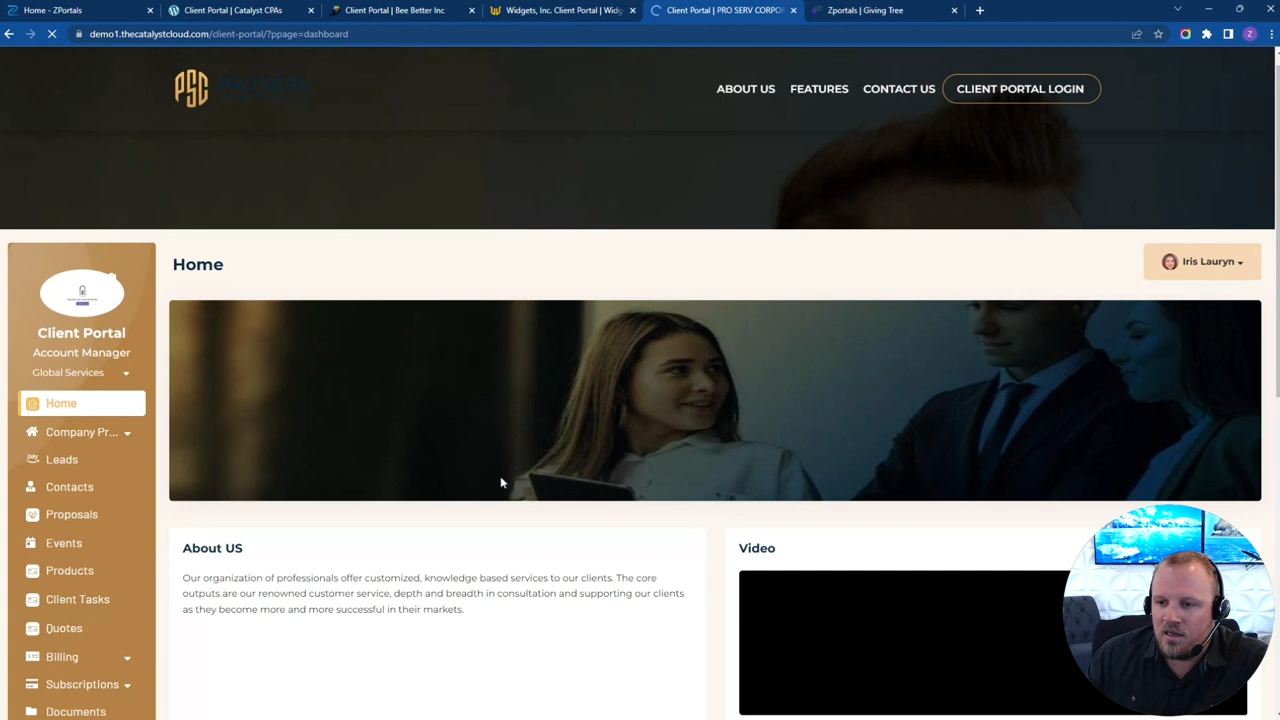 Home - ZPortals
Client Portal | Catalyst CPAs
Client Portal | Bee Better Inc
Widgets, Inc. Client Portal | Widg
Client Portal | PRO SERV CORPOR
Zportals | Giving Tree
demo1.thecatalystcloud.com/client-portal/?ppage=dashboard
Z
PSC
ABOUT US
FEATURES
CONTACT US
CLIENT PORTAL LOGIN
Home
Iris Lauryn
Client Portal
Account Manager
Global Services
Home
Company Pr...
Leads
Contacts
Proposals
Events
Products
Client Tasks
Quotes
Billing
Subscriptions
Documents
About US
Our organization of professionals offer customized, knowledge based services to our clients. The core
outputs are our renowned customer service, depth and breadth in consultation and supporting our clients
as they become more and more successful in their markets.
Video